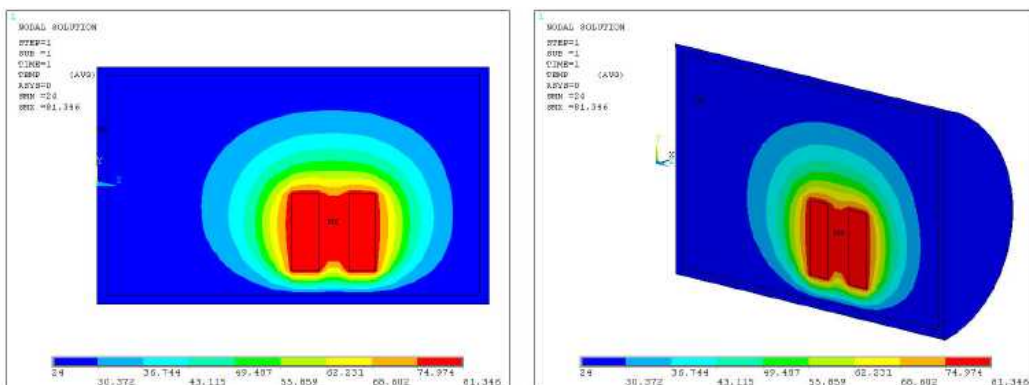 1
NODAL SOLUTION
STEP=1
SUB =1
TIME=1
TEMP (AVG)
RSYS=0
SMN =24
SMX =81.346
MX
Y
X
24 36.744 49.487 62.231 74.974
30.372 43.115 55.859 68.602 81.346
1
NODAL SOLUTION
STEP=1
SUB =1
TIME=1
TEMP (AVG)
RSYS=0
SMN =24
SMX =81.346
24 36.744 49.487 62.231 74.974
30.372 43.115 55.859 68.602 81.346